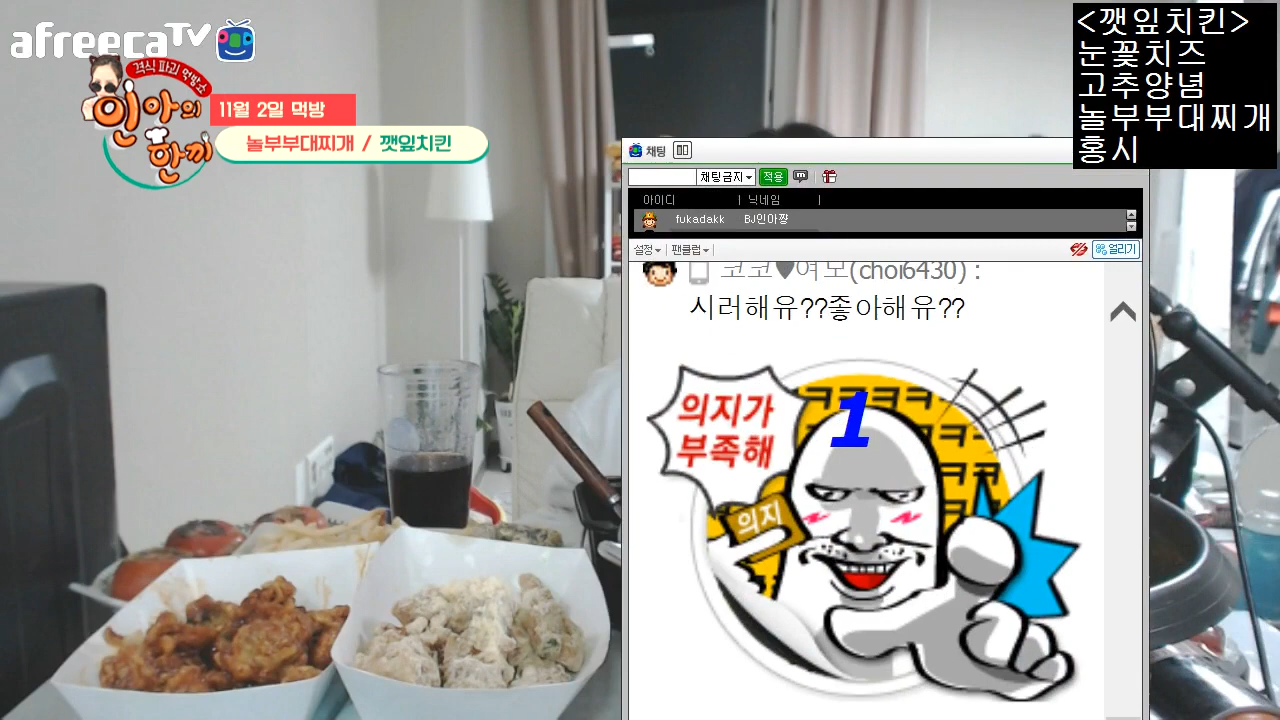 afreecaTV
격식 파괴 먹방쇼
인아의
한끼
11월 2일 먹방
놀부부대찌개 / 깻잎치킨
<깻잎치킨>
눈꽃치즈
고추양념
놀부부대찌개
홍시
채팅
채팅금지 적용
아이디 | 닉네임 |
fukadakk BJ인아짱
설정 | 팬클럽 | 얼리기
코코♥여보(choi6430) :
시러해유??좋아해유??
의지가
부족해
1
의지
ㅋㅋㅋㅋ
ㅋㅋ
ㅋㅋ